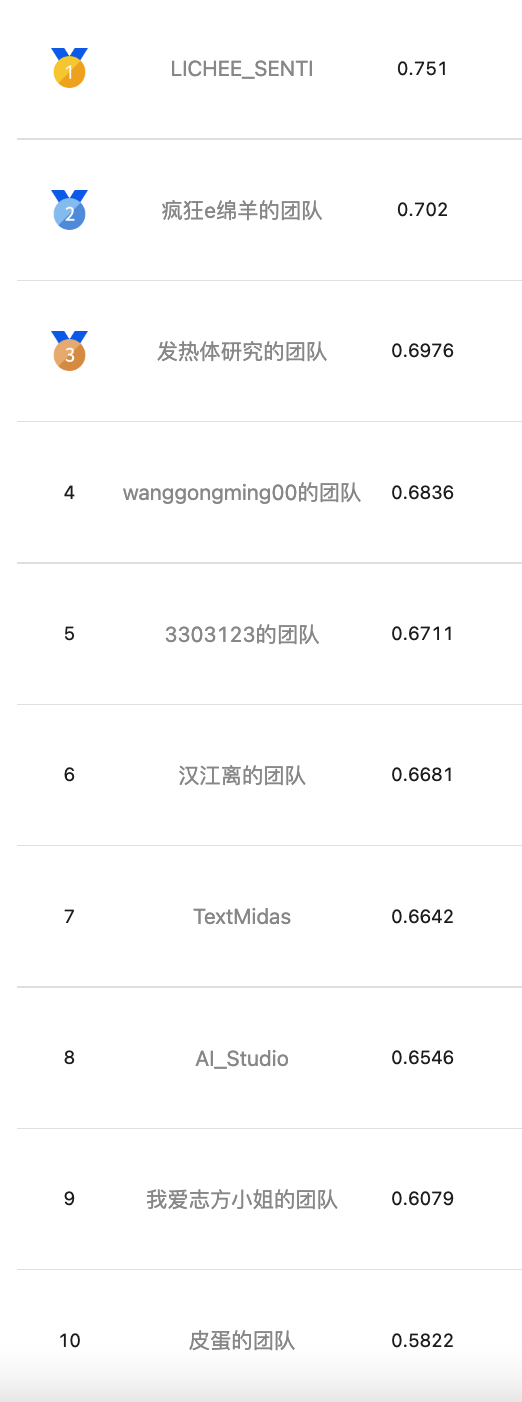 1 LICHEE_SENTI 0.751
2 疯狂e绵羊的团队 0.702
3 发热体研究的团队 0.6976
4 wanggongming00的团队 0.6836
5 3303123的团队 0.6711
6 汉江离的团队 0.6681
7 TextMidas 0.6642
8 AI_Studio 0.6546
9 我爱志方小姐的团队 0.6079
10 皮蛋的团队 0.5822